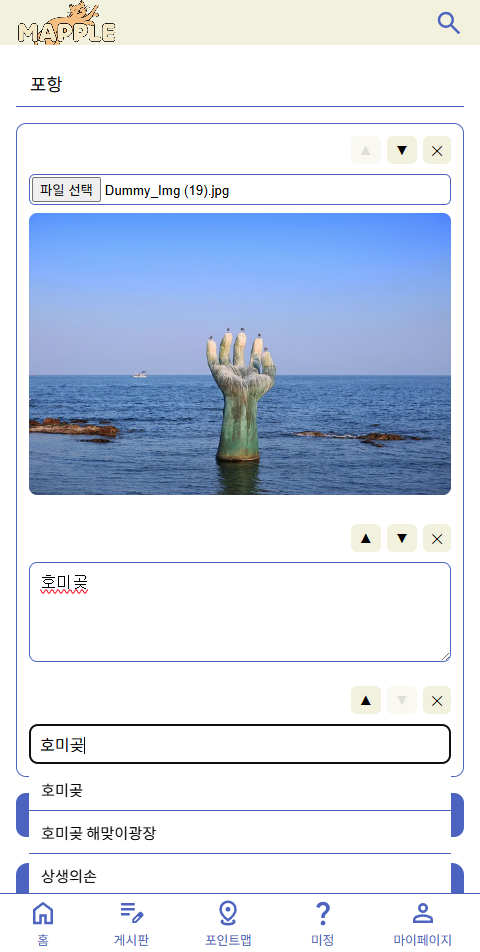 MAPPLE
포항
▲ ▼ ×
파일 선택 Dummy_Img (19).jpg
▲ ▼ ×
호미곶
▲ ▼ ×
호미곶
호미곶
호미곶 해맞이광장
상생의손
홈 게시판 포인트맵 미정 마이페이지